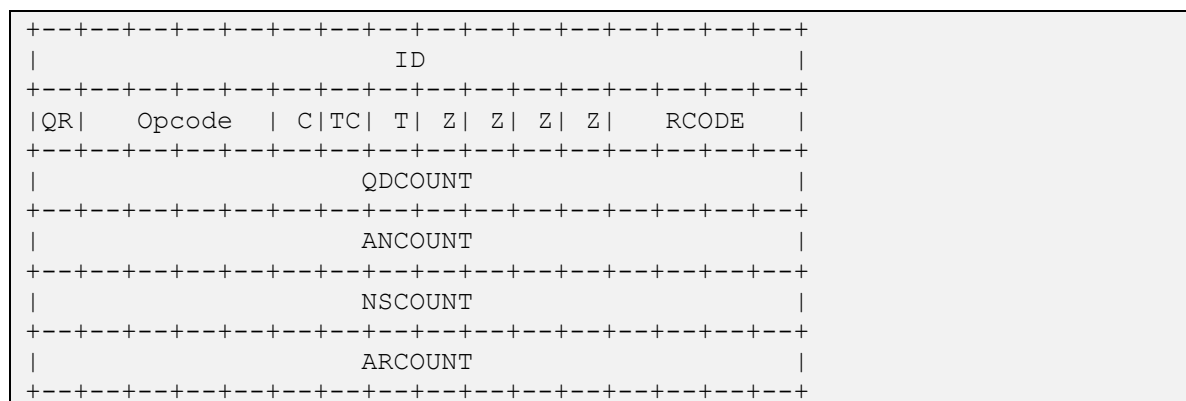 +--+--+--+--+--+--+--+--+--+--+--+--+--+--+--+--+
|                      ID                       |
+--+--+--+--+--+--+--+--+--+--+--+--+--+--+--+--+
|QR|   Opcode  | C|TC| T| Z| Z| Z| Z|   RCODE   |
+--+--+--+--+--+--+--+--+--+--+--+--+--+--+--+--+
|                    QDCOUNT                    |
+--+--+--+--+--+--+--+--+--+--+--+--+--+--+--+--+
|                    ANCOUNT                    |
+--+--+--+--+--+--+--+--+--+--+--+--+--+--+--+--+
|                    NSCOUNT                    |
+--+--+--+--+--+--+--+--+--+--+--+--+--+--+--+--+
|                    ARCOUNT                    |
+--+--+--+--+--+--+--+--+--+--+--+--+--+--+--+--+